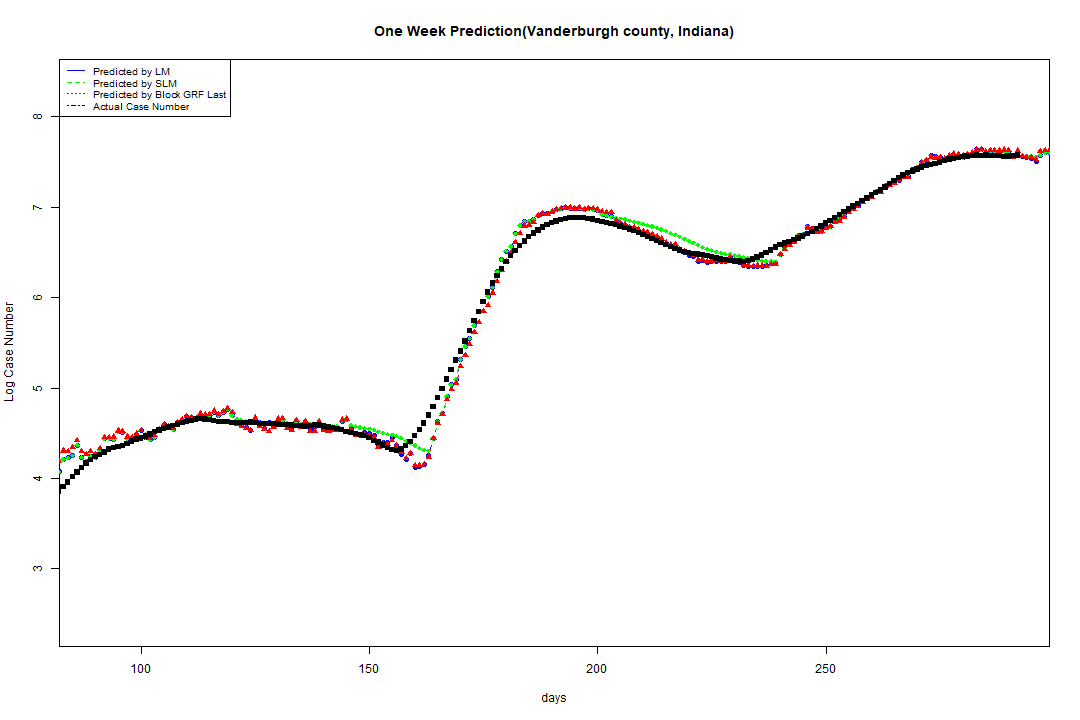 One Week Prediction(Vanderburgh county, Indiana)
Predicted by LM
Predicted by SLM
Predicted by Block GRF Last
Actual Case Number
8
7
6
5
4
3
Log Case Number
100 150 200 250
days